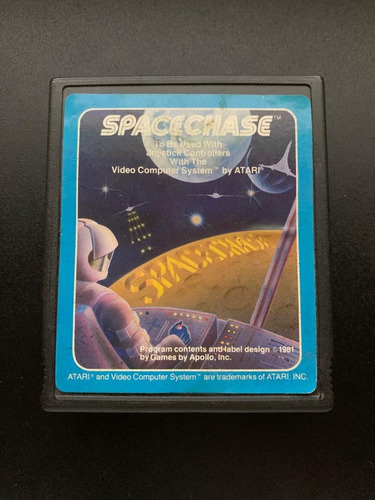 SPACECHASE™
To Be Used With
Joystick Controllers
With The
Video Computer System™ by ATARI®
SPACECHASE
Program contents and label design ©1981
by Games by Apollo, Inc.
ATARI® and Video Computer System™ are trademarks of ATARI, INC.